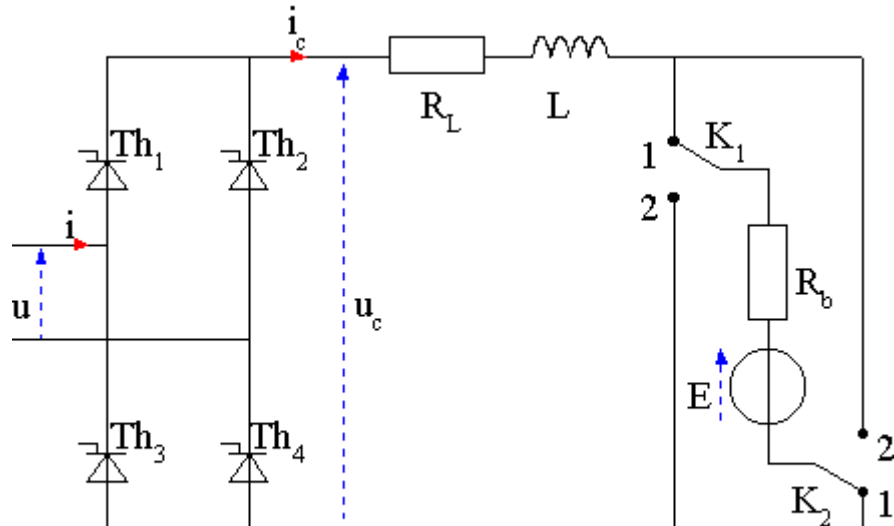 i_c
R_L
L
Th_1
Th_2
K_1
1
2
i
u
u_c
R_b
E
Th_3
Th_4
2
1
K_2